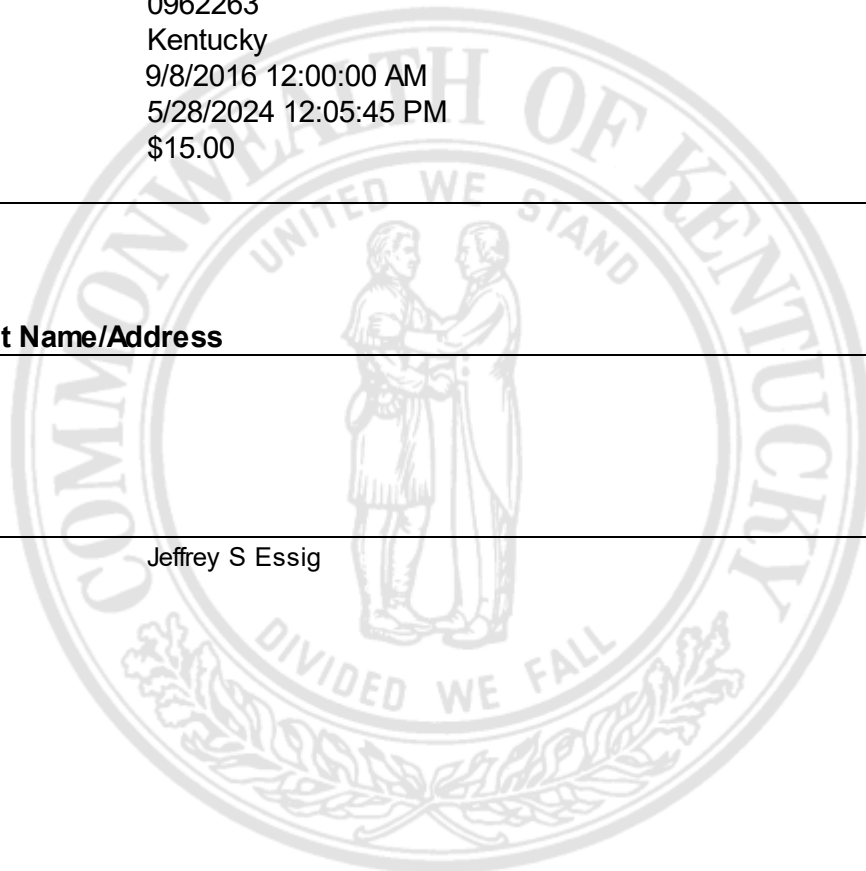 0962263
Kentucky
9/8/2016 12:00:00 AM
5/28/2024 12:05:45 PM
$15.00
COMMONWEALTH OF KENTUCKY
UNITED WE STAND
t Name/Address
Jeffrey S Essig
DIVIDED WE FALL